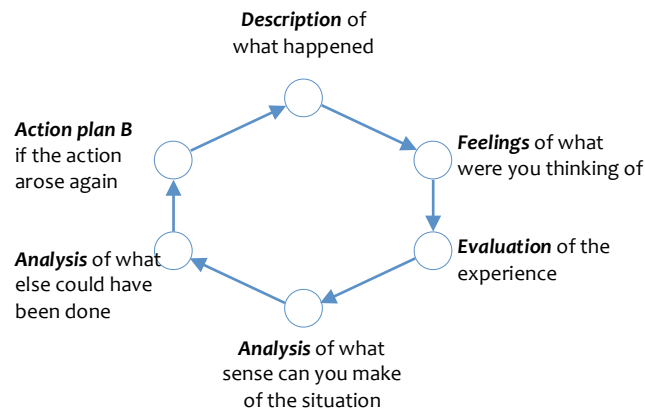 Description of
what happened
Feelings of what
were you thinking of
Evaluation of the
experience
Analysis of what
sense can you make
of the situation
Analysis of what
else could have
been done
Action plan B
if the action
arose again